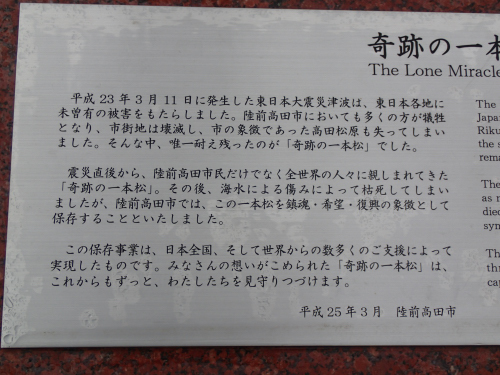 奇跡の一本
The Lone Miracle
平成 23 年 3 月 11 日に発生した東日本大震災津波は、東日本各地に
未曾有の被害をもたらしました。陸前高田市においても多くの方が犠牲
となり、市街地は壊滅し、市の象徴であった高田松原も失ってしまい
ました。そんな中、唯一耐え残ったのが「奇跡の一本松」でした。
震災直後から、陸前高田市民だけでなく全世界の人々に親しまれてきた
「奇跡の一本松」。その後、海水による傷みによって枯死してしまい
ましたが、陸前高田市では、この一本松を鎮魂・希望・復興の象徴として
保存することといたしました。
この保存事業は、日本全国、そして世界からの数多くのご支援によって
実現したものです。みなさんの想いがこめられた「奇跡の一本松」は、
これからもずっと、わたしたちを見守りつづけます。
平成 25 年 3 月　陸前高田市
The
Japa
Riku
the s
rema
The
as n
died
sym
Th
thr
cap